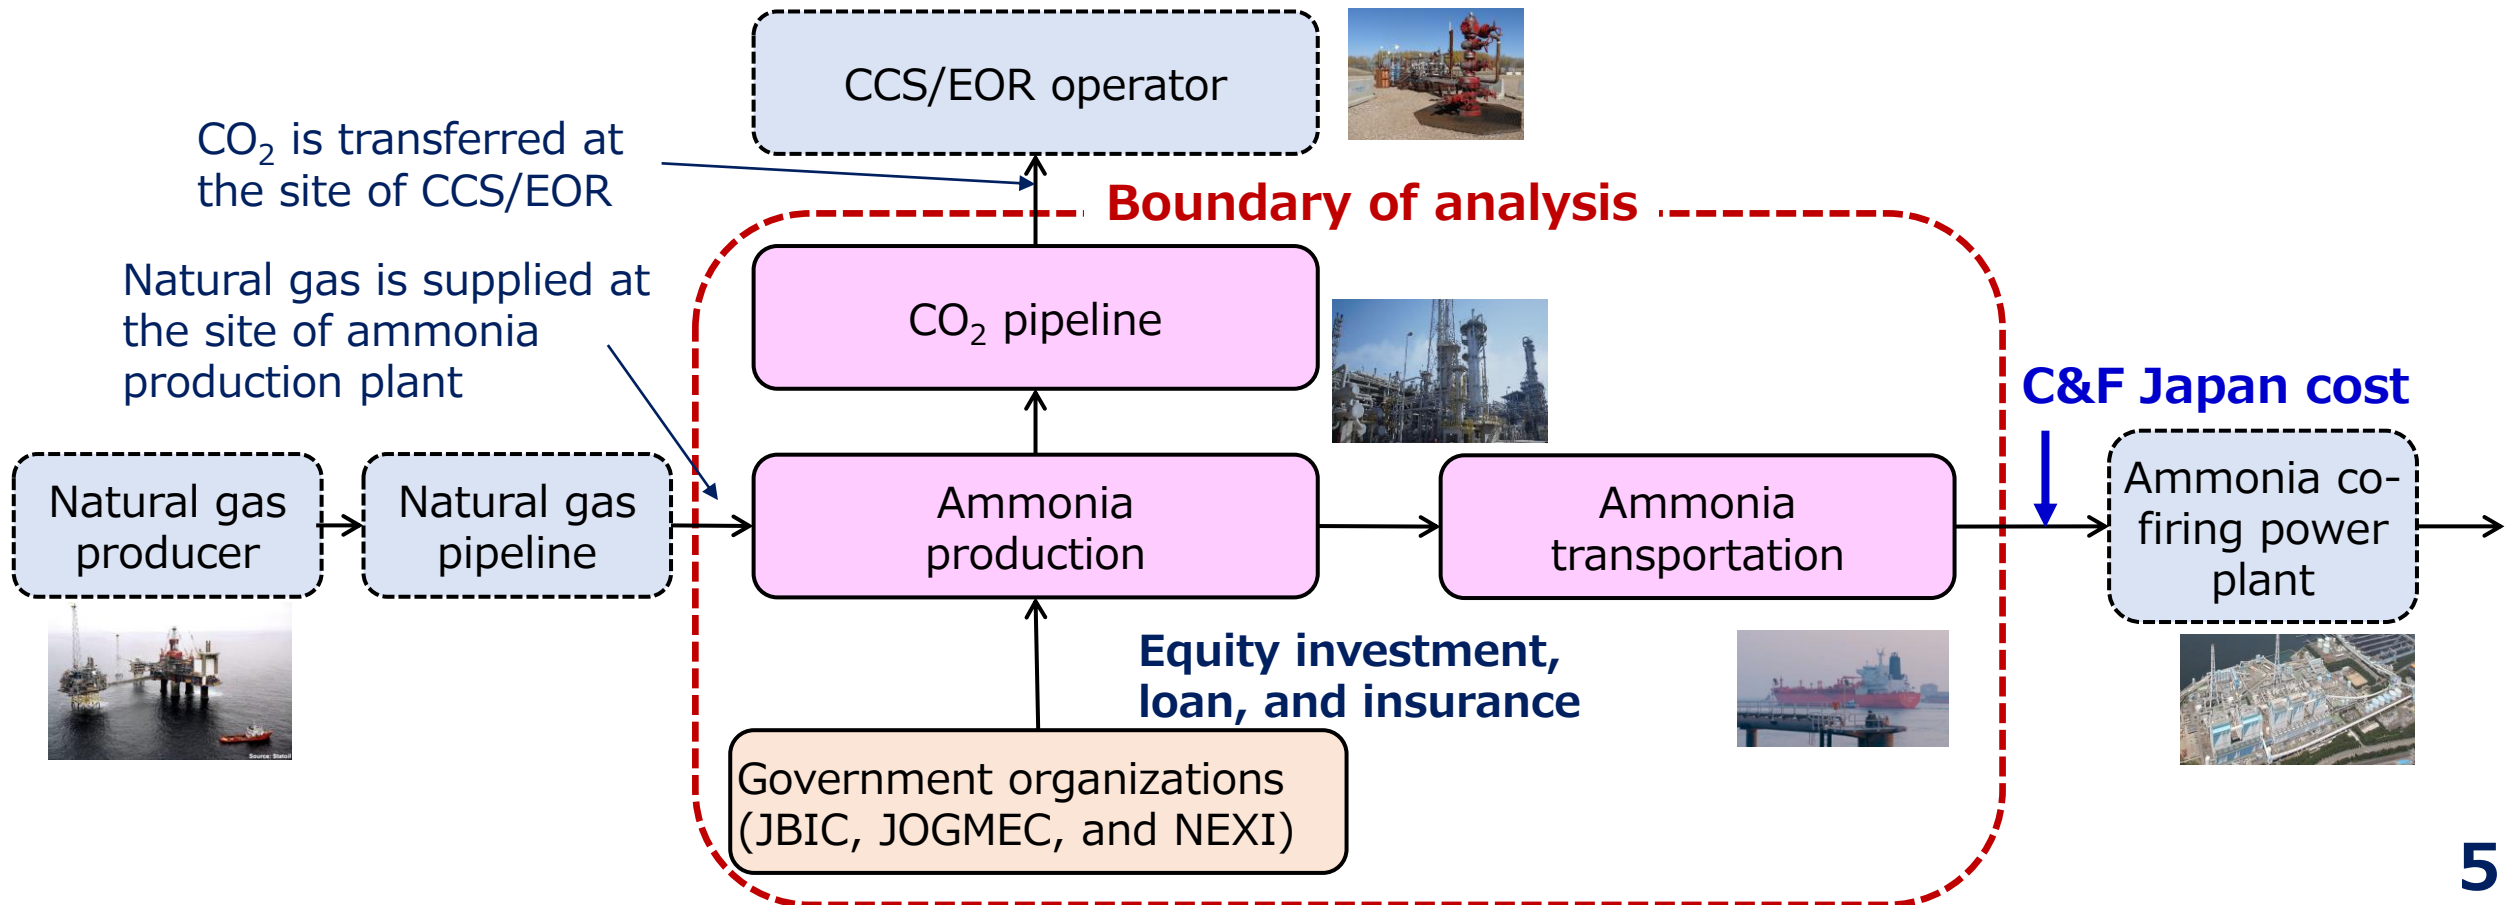 CCS/EOR operator
CO₂ is transferred at
the site of CCS/EOR
Boundary of analysis
Natural gas is supplied at
the site of ammonia
production plant
CO₂ pipeline
C&F Japan cost
Natural gas
producer
Natural gas
pipeline
Ammonia
production
Ammonia
transportation
Ammonia co-
firing power
plant
Equity investment,
loan, and insurance
Source: Statoil
Government organizations
(JBIC, JOGMEC, and NEXI)
5